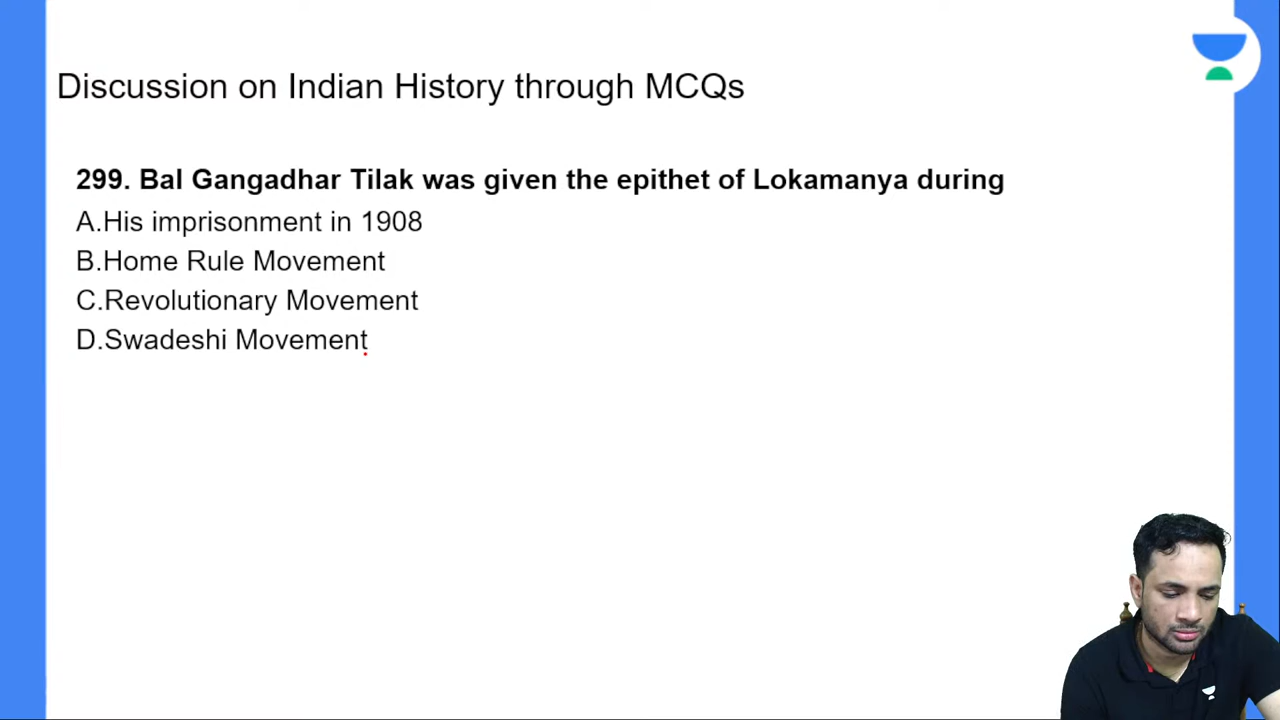 Discussion on Indian History through MCQs
299. Bal Gangadhar Tilak was given the epithet of Lokamanya during
A.His imprisonment in 1908
B.Home Rule Movement
C.Revolutionary Movement
D.Swadeshi Movement